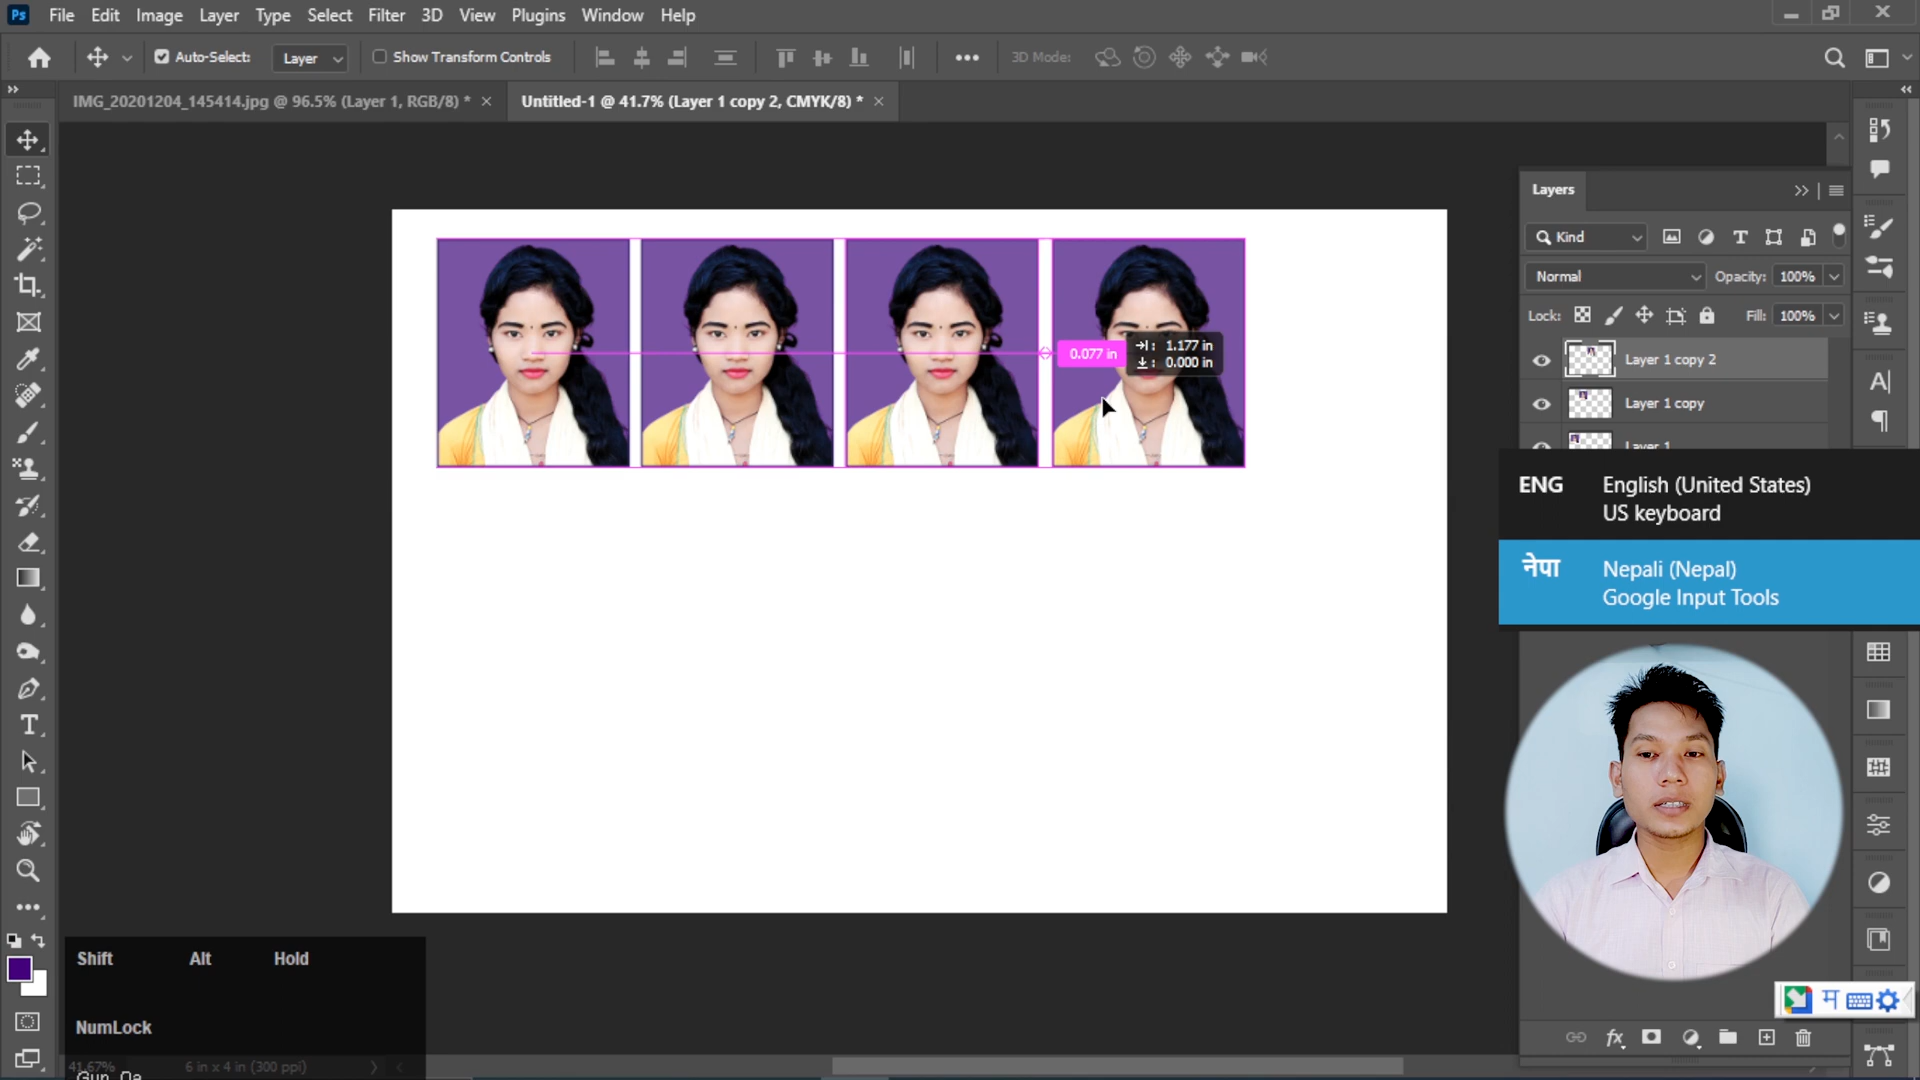 Ps File Edit Image Layer Type Select Filter 3D View Plugins Window Help
Auto-Select: Layer Show Transform Controls 3D Mode:
IMG_20201204_145414.jpg @ 96.5% (Layer 1, RGB/8) * × Untitled-1 @ 41.7% (Layer 1 copy 2, CMYK/8) * ×
Layers
Kind
Normal Opacity: 100%
Lock: Fill: 100%
0.077 in
1.177 in
0.000 in
Layer 1 copy 2
Layer 1 copy
Layer 1
ENG English (United States)
US keyboard
नेपा Nepali (Nepal)
Google Input Tools
म
fx
Shift Alt Hold
NumLock
41.67% 6 in x 4 in (300 ppi)